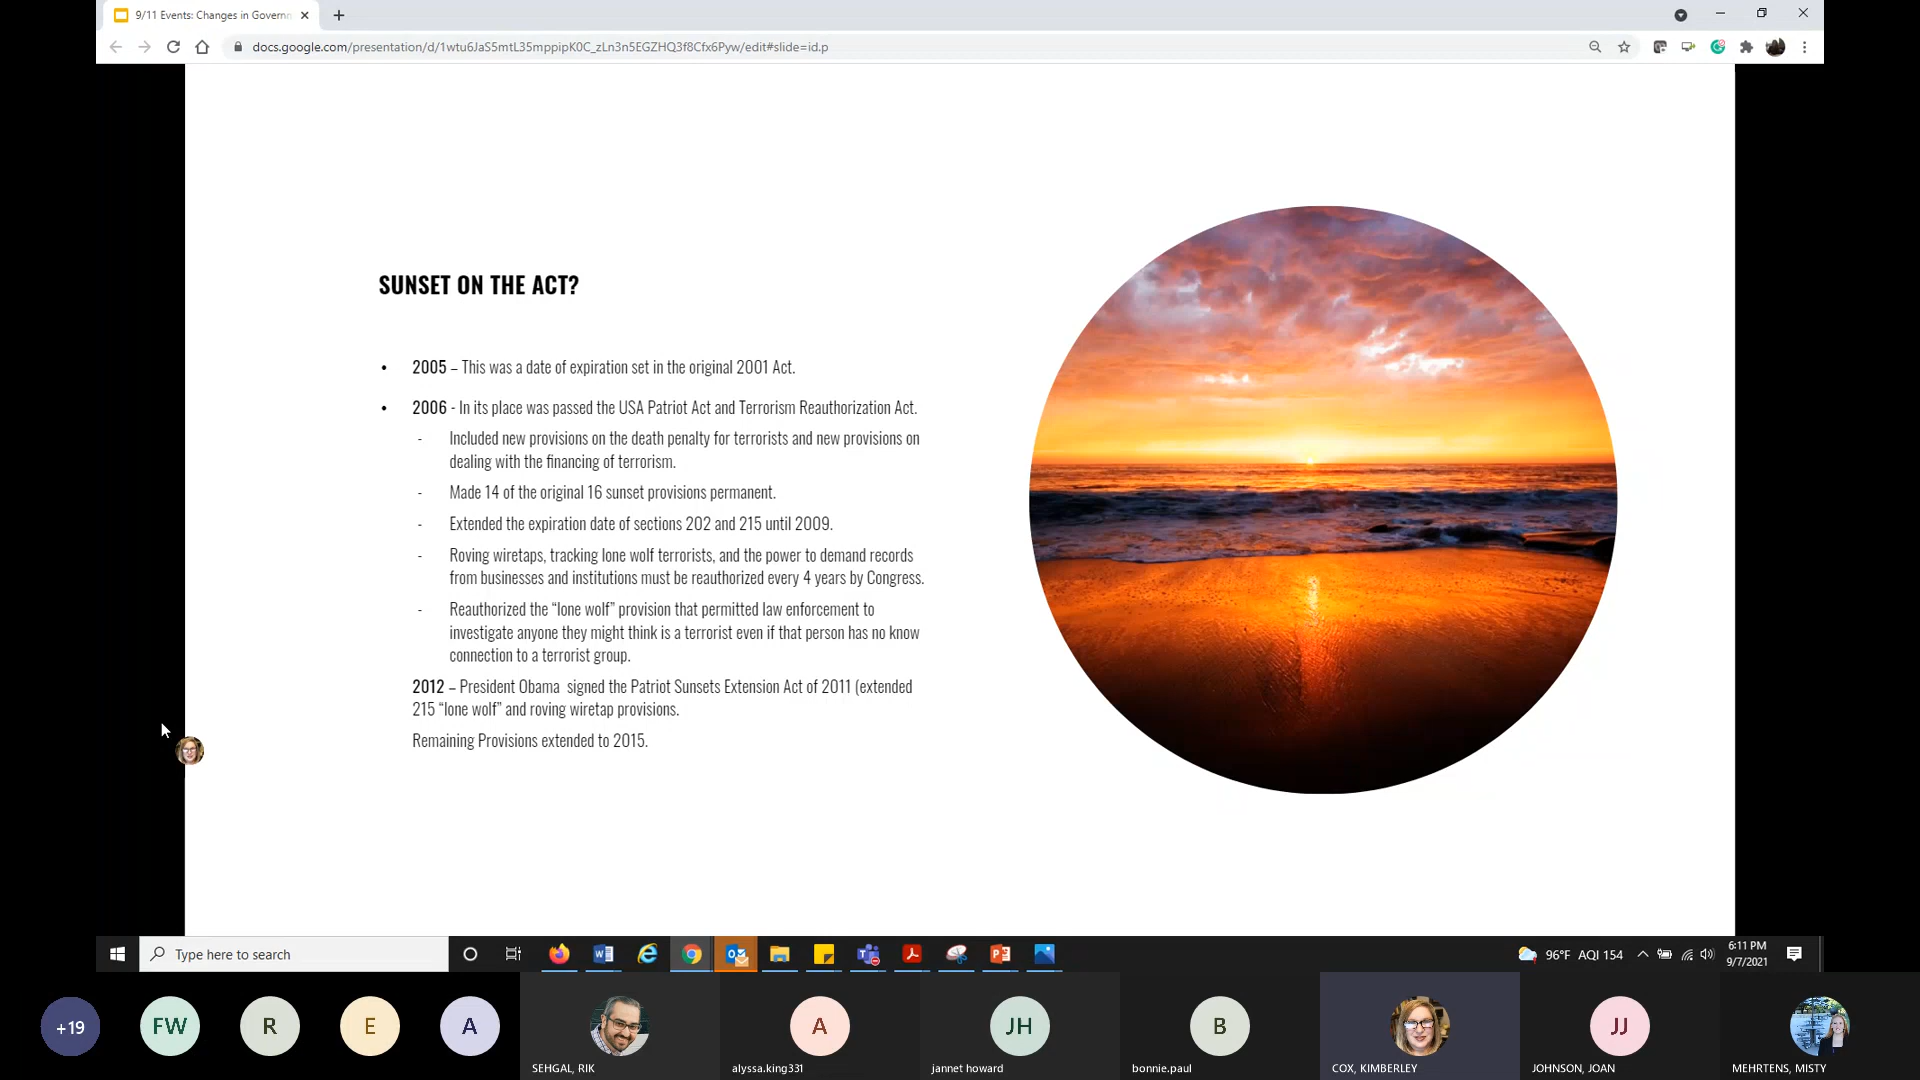 9/11 Events: Changes in Governm
docs.google.com/presentation/d/1wtu6JaS5mtL35mppipK0C_zLn3n5EGZHQ3f8Cfx6Pyw/edit#slide=id.p
SUNSET ON THE ACT?
• 2005 – This was a date of expiration set in the original 2001 Act.
• 2006 - In its place was passed the USA Patriot Act and Terrorism Reauthorization Act.
- Included new provisions on the death penalty for terrorists and new provisions on
dealing with the financing of terrorism.
- Made 14 of the original 16 sunset provisions permanent.
- Extended the expiration date of sections 202 and 215 until 2009.
- Roving wiretaps, tracking lone wolf terrorists, and the power to demand records
from businesses and institutions must be reauthorized every 4 years by Congress.
- Reauthorized the “lone wolf” provision that permitted law enforcement to
investigate anyone they might think is a terrorist even if that person has no know
connection to a terrorist group.
2012 – President Obama signed the Patriot Sunsets Extension Act of 2011 (extended
215 “lone wolf” and roving wiretap provisions.
Remaining Provisions extended to 2015.
Type here to search
96°F AQI 154
6:11 PM
9/7/2021
+19
FW
R
E
A
A
JH
B
JJ
SEHGAL, RIK
alyssa.king331
jannet howard
bonnie.paul
COX, KIMBERLEY
JOHNSON, JOAN
MEHRTENS, MISTY